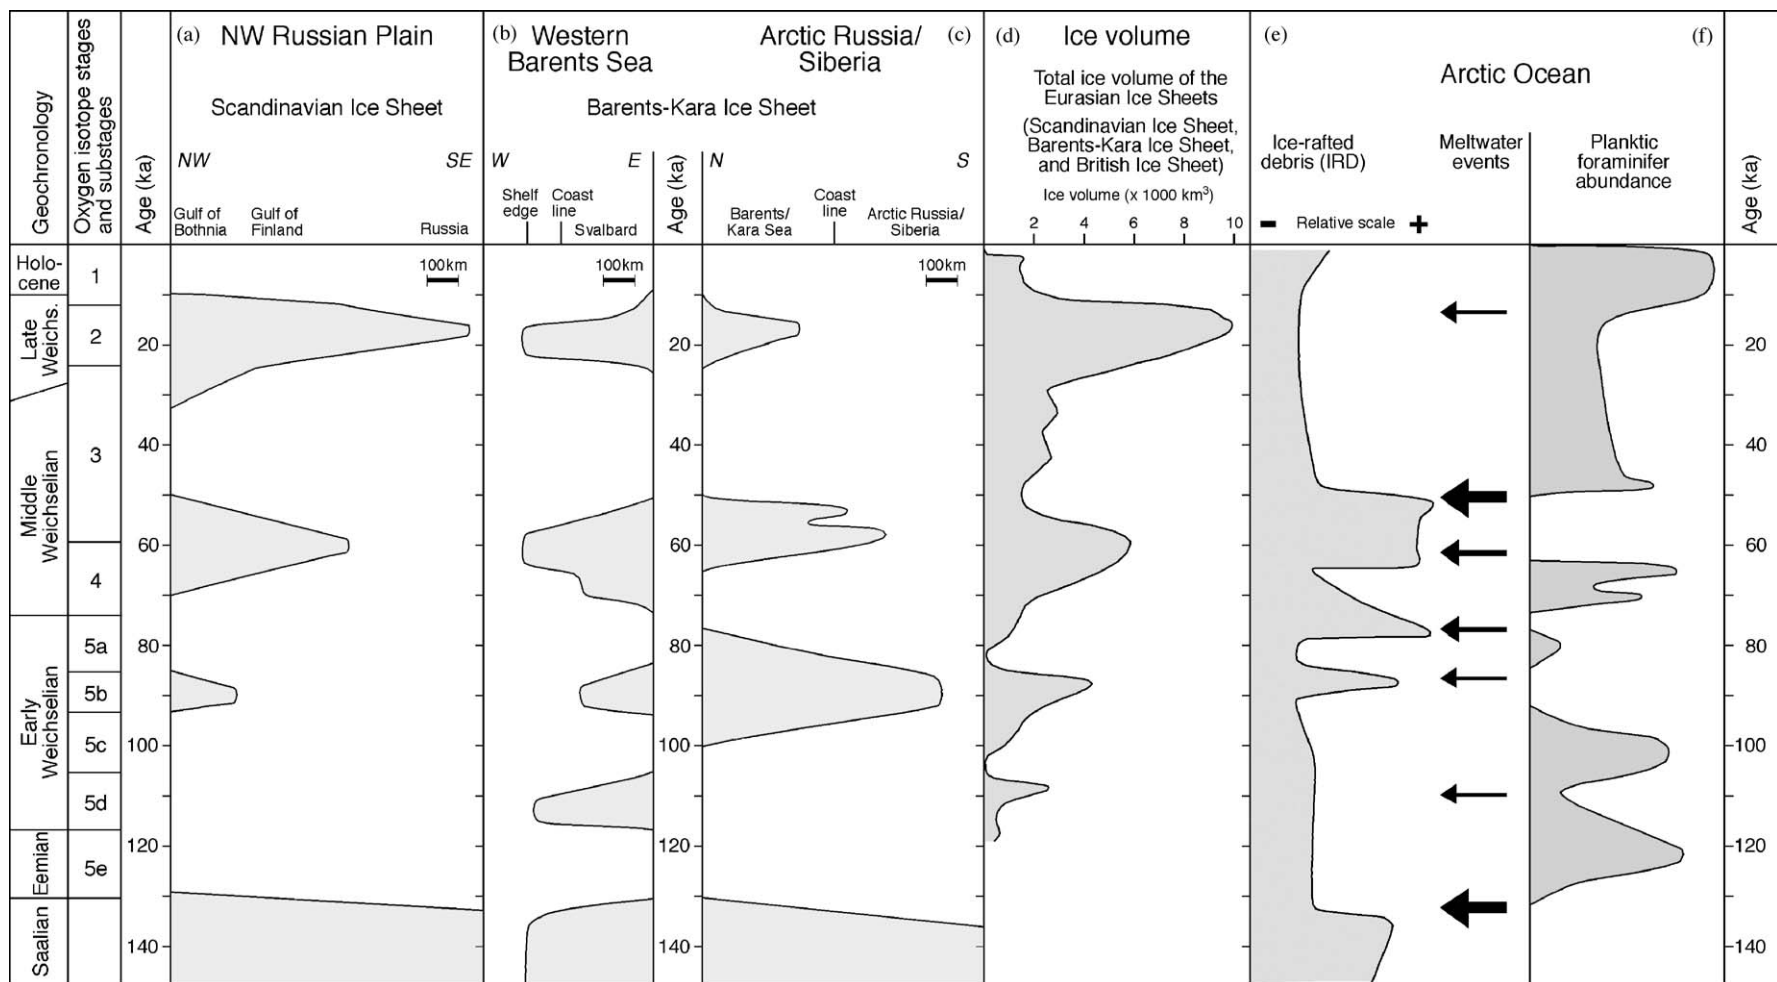 (a) NW Russian Plain
(b) Western
Barents Sea
Arctic Russia/ (c)
Siberia
(d) Ice volume
(e) (f)
Arctic Ocean
Geochronology
Oxygen isotope stages
and substages
Age (ka)
Scandinavian Ice Sheet
NW SE
Gulf of
Bothnia
Gulf of
Finland
Russia
100km
Barents-Kara Ice Sheet
W E
Shelf
edge
Coast
line
Svalbard
100km
Age (ka)
N S
Barents/
Kara Sea
Coast
line
Arctic Russia/
Siberia
100km
Total ice volume of the
Eurasian Ice Sheets
(Scandinavian Ice Sheet,
Barents-Kara Ice Sheet,
and British Ice Sheet)
Ice volume (x 1000 km³)
2 4 6 8 10
Ice-rafted
debris (IRD)
- Relative scale +
Meltwater
events
Planktic
foraminifer
abundance
Age (ka)
Holo-
cene
Late
Weichs.
Middle
Weichselian
Early
Weichselian
Eemian
Saalian
1
2
3
4
5a
5b
5c
5d
5e
20
40
60
80
100
120
140
20
40
60
80
100
120
140
20
40
60
80
100
120
140